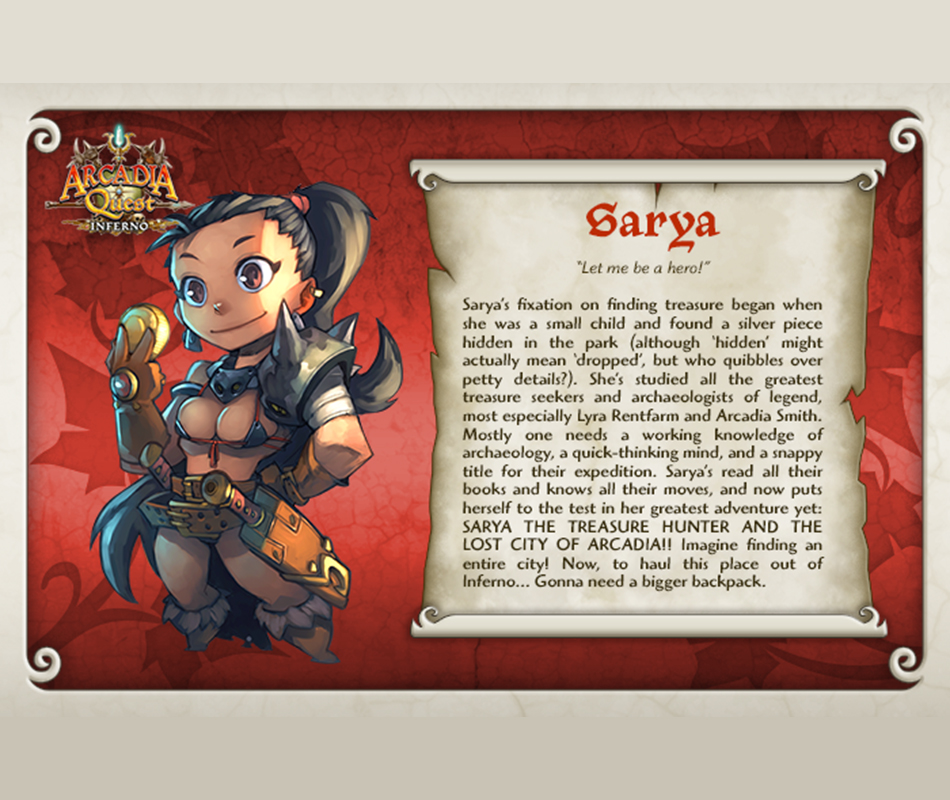 ARCADIA
Quest
INFERNO
Sarya
"Let me be a hero!"
Sarya's fixation on finding treasure began when
she was a small child and found a silver piece
hidden in the park (although 'hidden' might
actually mean 'dropped', but who quibbles over
petty details?). She's studied all the greatest
treasure seekers and archaeologists of legend,
most especially Lyra Rentfarm and Arcadia Smith.
Mostly one needs a working knowledge of
archaeology, a quick-thinking mind, and a snappy
title for their expedition. Sarya's read all their
books and knows all their moves, and now puts
herself to the test in her greatest adventure yet:
SARYA THE TREASURE HUNTER AND THE
LOST CITY OF ARCADIA!! Imagine finding an
entire city! Now, to haul this place out of
Inferno... Gonna need a bigger backpack.